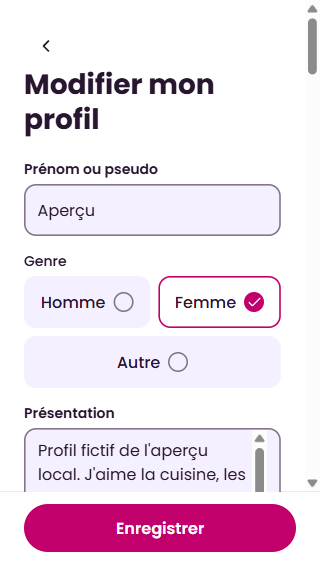 Modifier mon
profil
Prénom ou pseudo
Aperçu
Genre
Homme
Femme
Autre
Présentation
Profil fictif de l'aperçu
local. J'aime la cuisine, les
Enregistrer